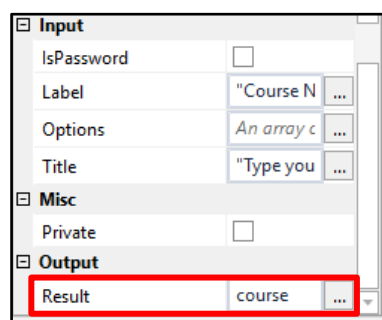 Input
IsPassword
Label "Course N ...
Options An array c ...
Title "Type you ...
Misc
Private
Output
Result course ...